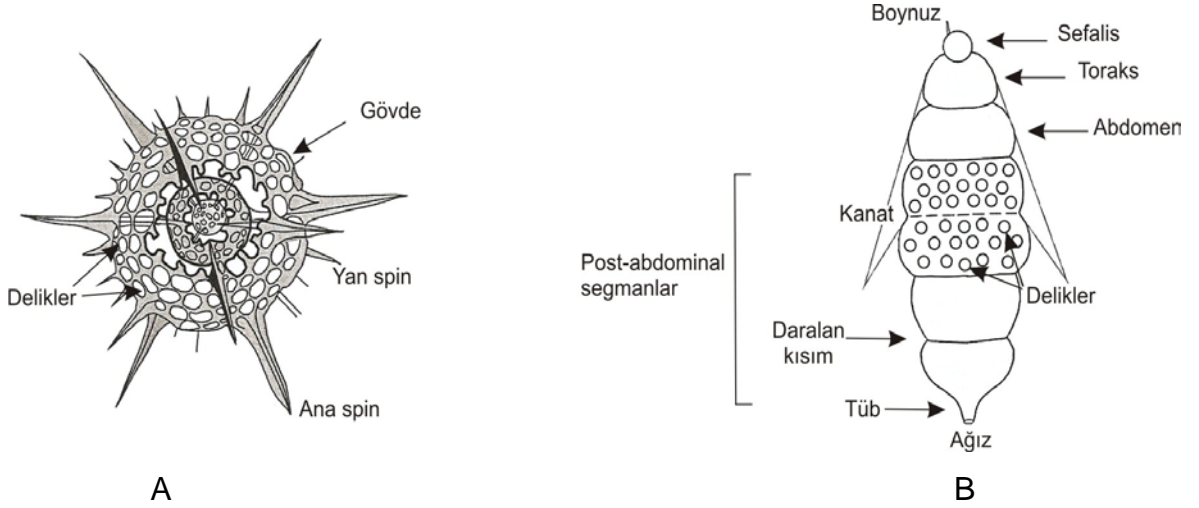 Gövde
Yan spin
Delikler
Ana spin
A
Boynuz
Sefalis
Toraks
Abdomen
Kanat
Post-abdominal
segmanlar
Delikler
Daralan
kısım
Tüb
Ağız
B